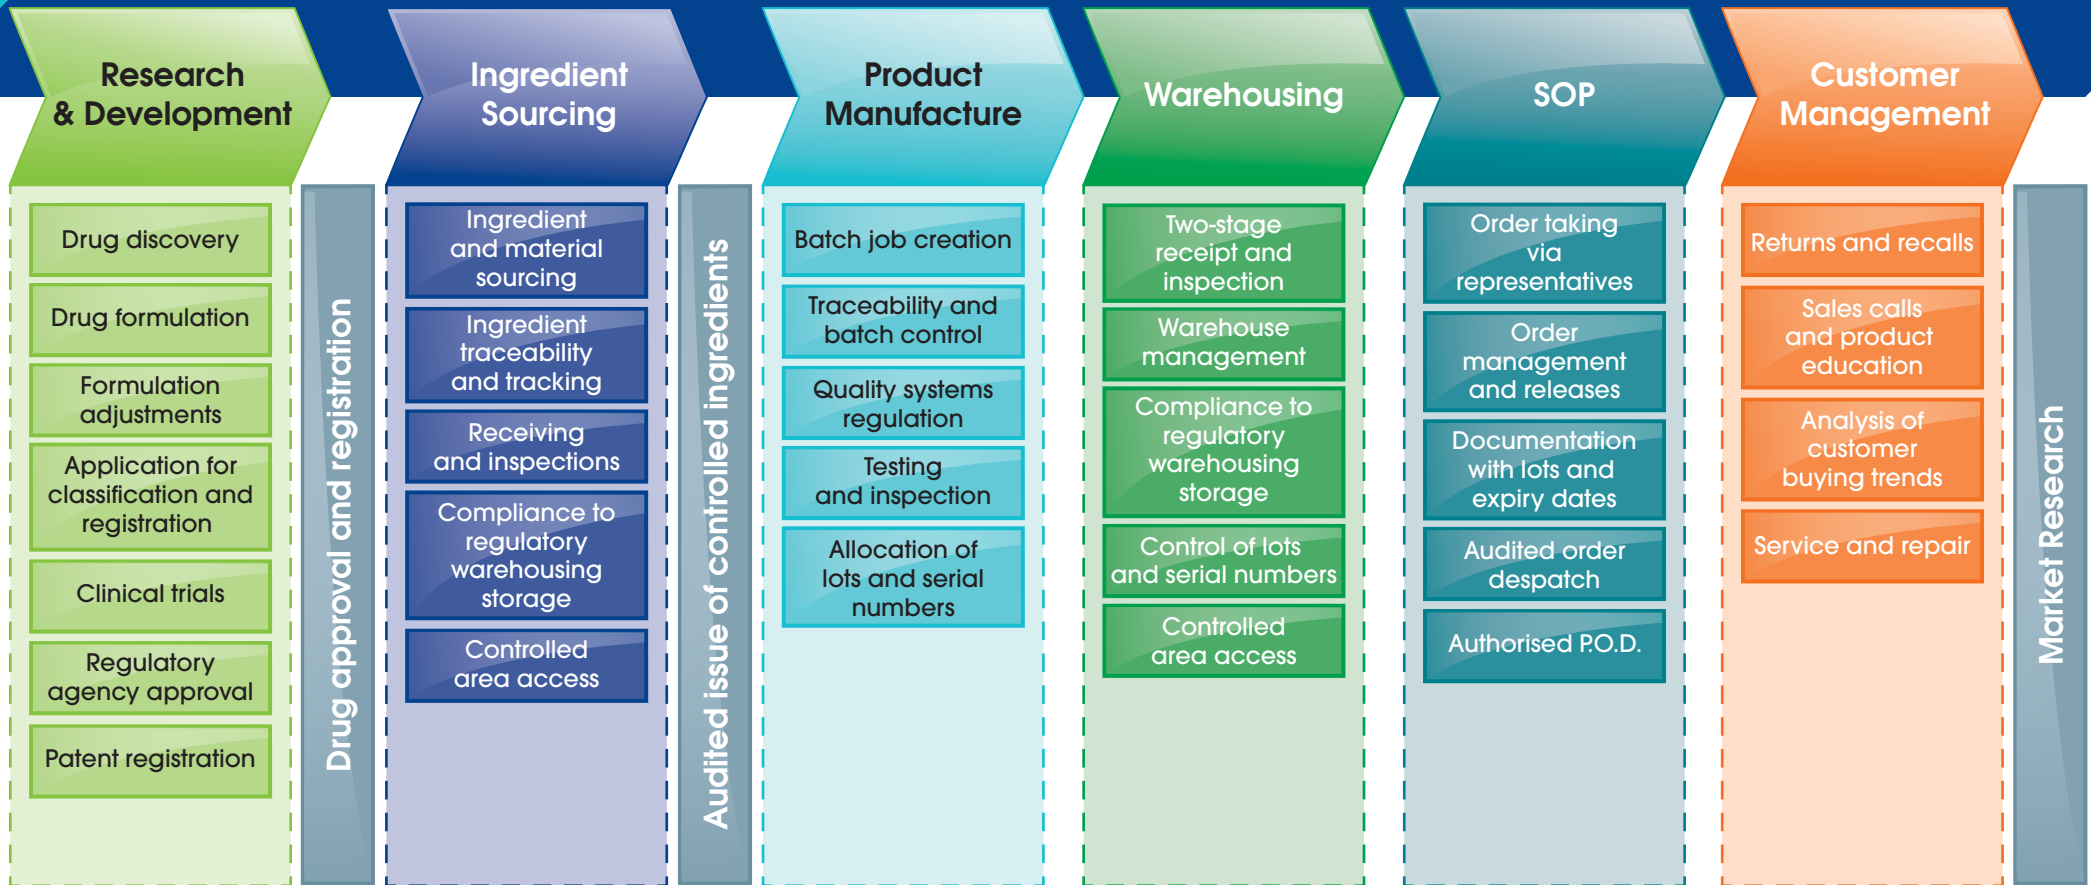 Research
& Development
Drug discovery
Drug formulation
Formulation
adjustments
Application for
classification and
registration
Clinical trials
Regulatory
agency approval
Patent registration
Drug approval and registration
Ingredient
Sourcing
Ingredient
and material
sourcing
Ingredient
traceability
and tracking
Receiving
and inspections
Compliance to
regulatory
warehousing
storage
Controlled
area access
Audited issue of controlled ingredients
Product
Manufacture
Batch job creation
Traceability and
batch control
Quality systems
regulation
Testing
and inspection
Allocation of
lots and serial
numbers
Warehousing
Two-stage
receipt and
inspection
Warehouse
management
Compliance to
regulatory
warehousing
storage
Control of lots
and serial numbers
Controlled
area access
SOP
Order taking
via
representatives
Order
management
and releases
Documentation
with lots and
expiry dates
Audited order
despatch
Authorised P.O.D.
Customer
Management
Returns and recalls
Sales calls
and product
education
Analysis of
customer
buying trends
Service and repair
Market Research